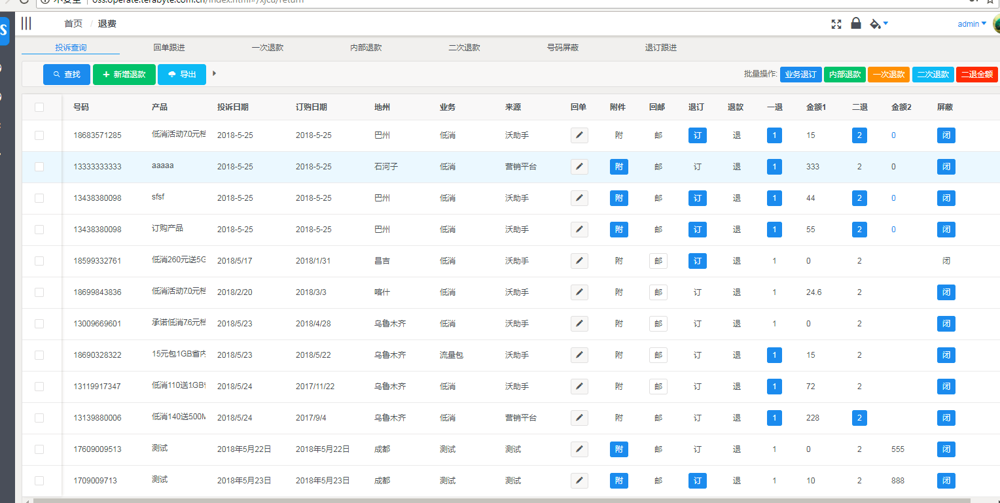 不安全 | oss.operate.terabyte.com.cn/index.html#/xjcu/return
S
首页 / 退费
admin
投诉查询 回单跟进 一次退款 内部退款 二次退款 号码屏蔽 退订跟进
查找 新增退款 导出 批量操作: 业务退订 内部退款 一次退款 二次退款 二退金额
号码 产品 投诉日期 订购日期 地州 业务 来源 回单 附件 回邮 退订 退款 一退 金额1 二退 金额2 屏蔽
18683571285 低消活动70元档 2018-5-25 2018-5-25 巴州 低消 沃助手 附 邮 订 退 1 15 2 0 闭
13333333333 aaaaa 2018-5-25 2018-5-25 石河子 低消 营销平台 附 邮 订 退 1 333 2 0 闭
13438380098 sfsf 2018-5-25 2018-5-25 巴州 低消 沃助手 附 邮 订 退 1 44 2 0 闭
13438380098 订购产品 2018-5-25 2018-5-25 巴州 低消 沃助手 附 邮 订 退 1 55 2 0 闭
18599332761 低消260元送5G 2018/5/17 2018/1/31 昌吉 低消 沃助手 附 邮 订 退 1 0 2 闭
18699843836 低消活动70元档 2018/2/20 2018/3/3 喀什 低消 沃助手 附 邮 订 退 1 24.6 2 闭
13009669601 承诺低消76元档 2018/5/23 2018/4/28 乌鲁木齐 低消 沃助手 附 邮 订 退 1 0 2 闭
18690328322 15元包1GB省内 2018/5/23 2018/5/22 乌鲁木齐 流量包 沃助手 附 邮 订 退 1 15 2 闭
13119917347 低消110送1GB 2018/5/24 2017/11/22 乌鲁木齐 低消 沃助手 附 邮 订 退 1 72 2 闭
13139880006 低消140送500M 2018/5/24 2017/9/4 乌鲁木齐 低消 营销平台 附 邮 订 退 1 228 2 闭
17609009513 测试 2018年5月22日 2018年5月22日 成都 测试 测试 附 邮 订 退 1 0 2 555 闭
1709009713 测试 2018年5月23日 2018年5月23日 成都 测试 测试 附 邮 订 退 1 10 2 888 闭